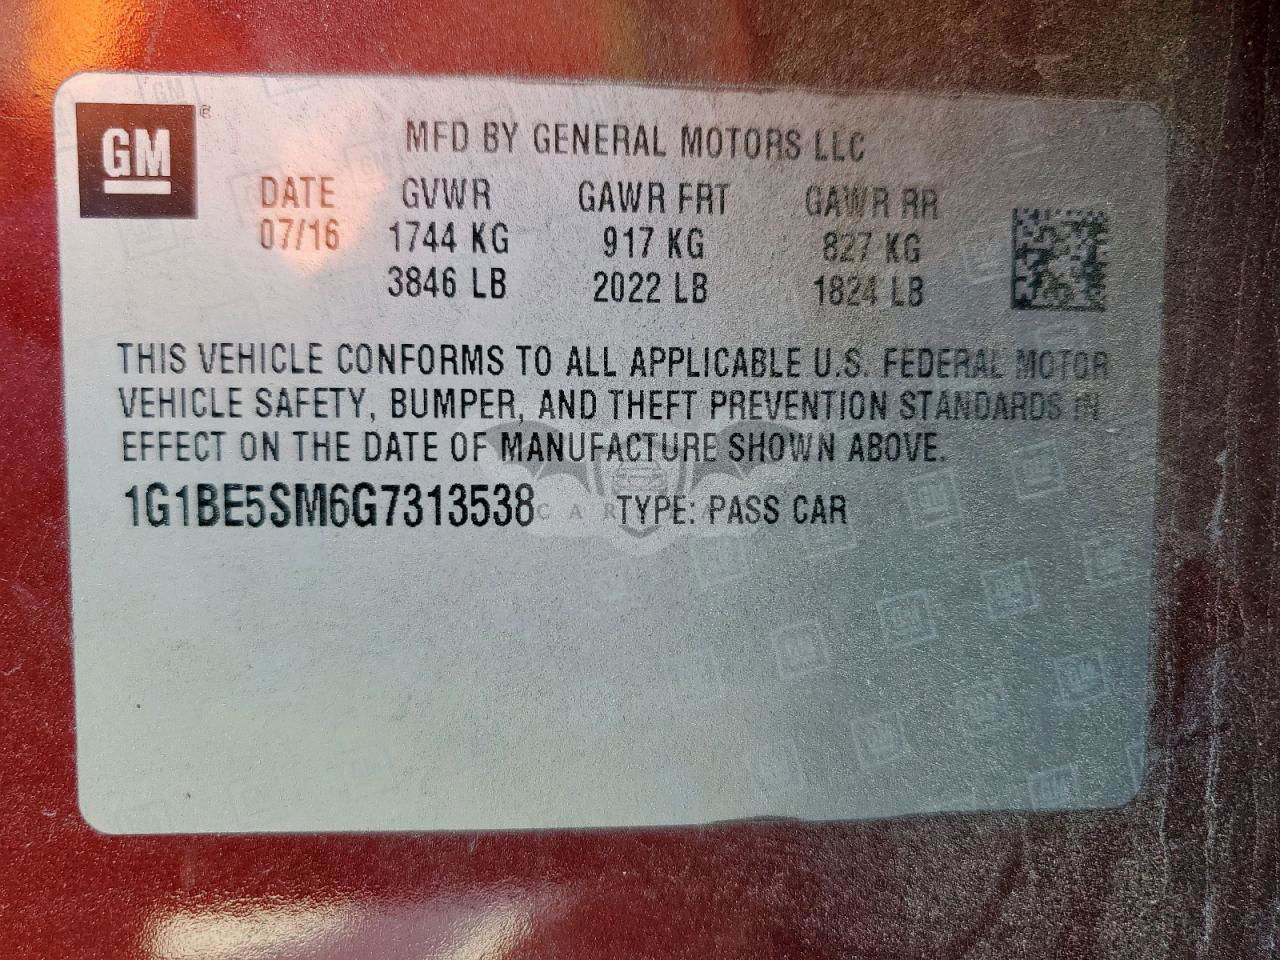 GM
MFD BY GENERAL MOTORS LLC
DATE GVWR GAWR FRT GAWR RR
07/16 1744 KG 917 KG 827 KG
3846 LB 2022 LB 1824 LB
THIS VEHICLE CONFORMS TO ALL APPLICABLE U.S. FEDERAL MOTOR
VEHICLE SAFETY, BUMPER, AND THEFT PREVENTION STANDARDS IN
EFFECT ON THE DATE OF MANUFACTURE SHOWN ABOVE.
1G1BE5SM6G7313538 TYPE: PASS CAR